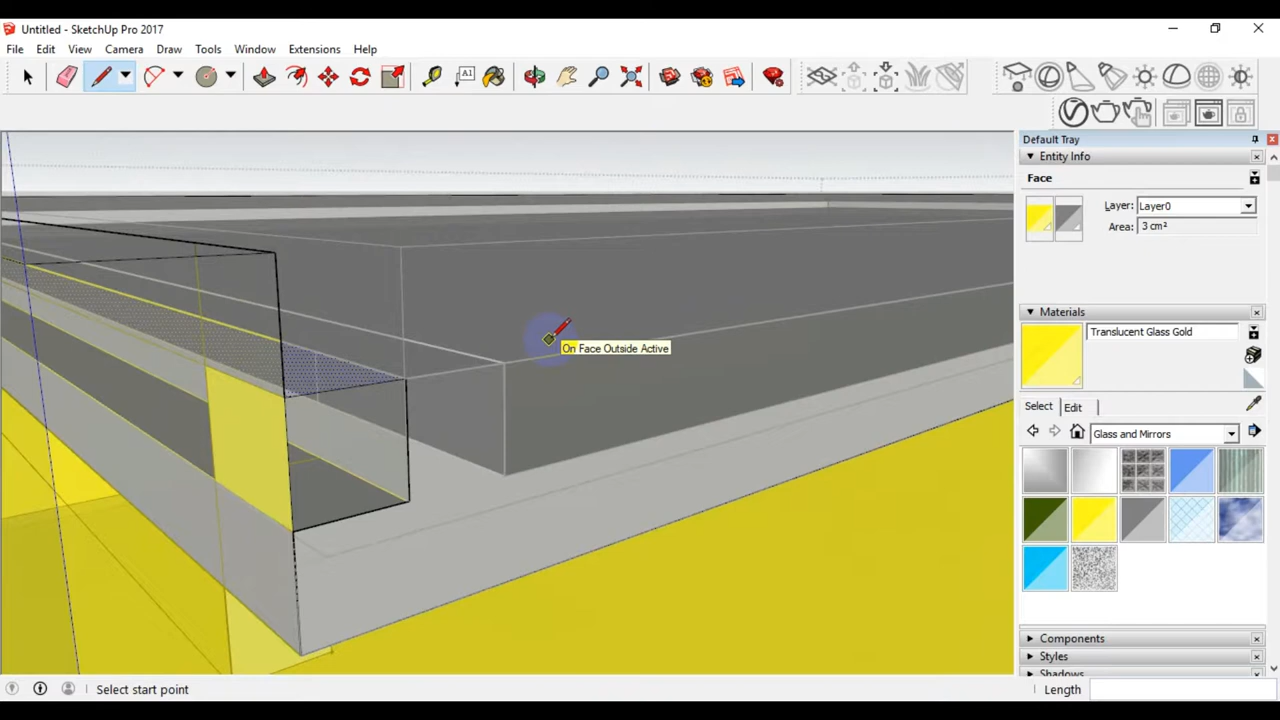 Untitled - SketchUp Pro 2017
File Edit View Camera Draw Tools Window Extensions Help
A1
Default Tray
Entity Info
Face
Layer: Layer0
Area: 3 cm²
Materials
Translucent Glass Gold
On Face Outside Active
Select Edit
Glass and Mirrors
Components
Styles
Shadows
Select start point
Length